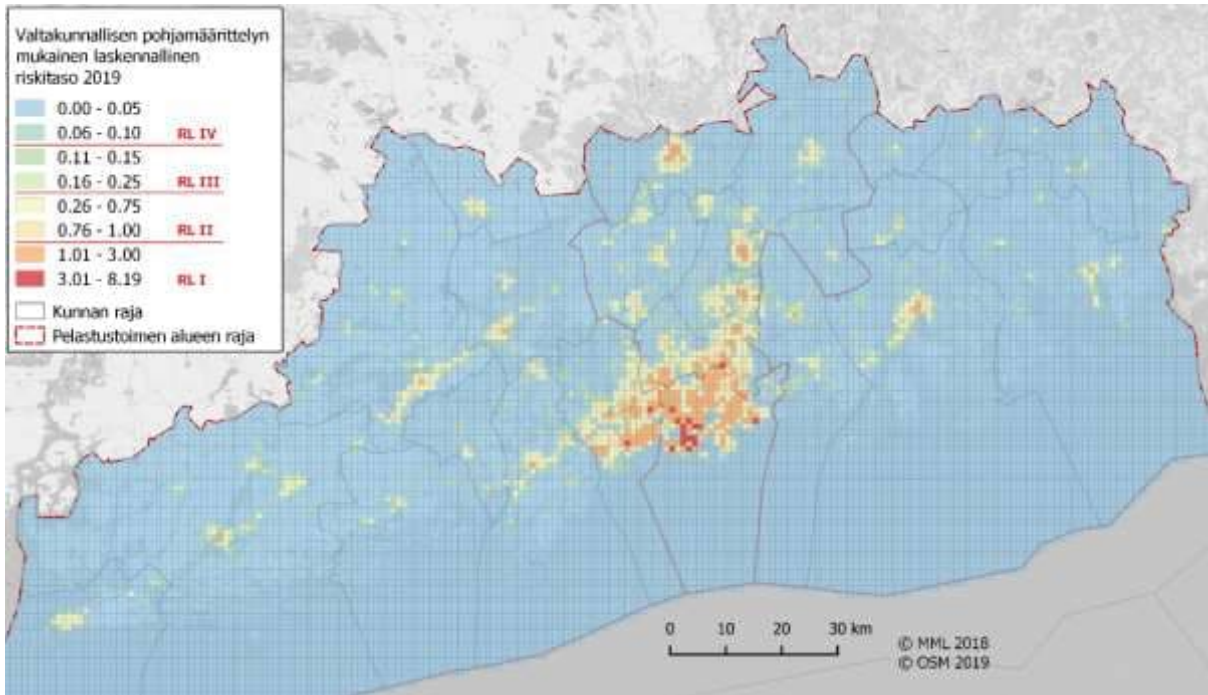 Valtakunnallisen pohjamäärittelyn
mukainen laskennallinen
riskitaso 2019
0.00 - 0.05
0.06 - 0.10 RL IV
0.11 - 0.15
0.16 - 0.25 RL III
0.26 - 0.75
0.76 - 1.00 RL II
1.01 - 3.00
3.01 - 8.19 RL I
Kunnan raja
Pelastustoimen alueen raja
0 10 20 30 km
© MML 2018
© OSM 2019